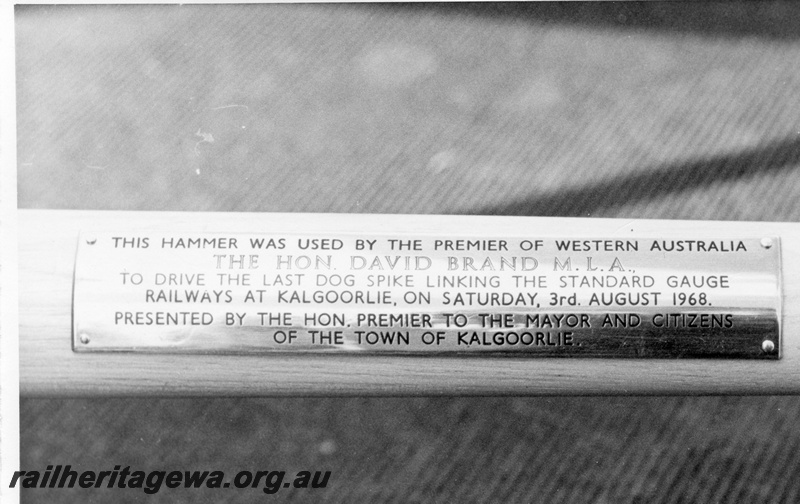 THIS HAMMER WAS USED BY THE PREMIER OF WESTERN AUSTRALIA
THE HON. DAVID BRAND M.L.A.,
TO DRIVE THE LAST DOG SPIKE LINKING THE STANDARD GAUGE
RAILWAYS AT KALGOORLIE, ON SATURDAY, 3rd. AUGUST 1968.
PRESENTED BY THE HON. PREMIER TO THE MAYOR AND CITIZENS
OF THE TOWN OF KALGOORLIE.
railheritagewa.org.au